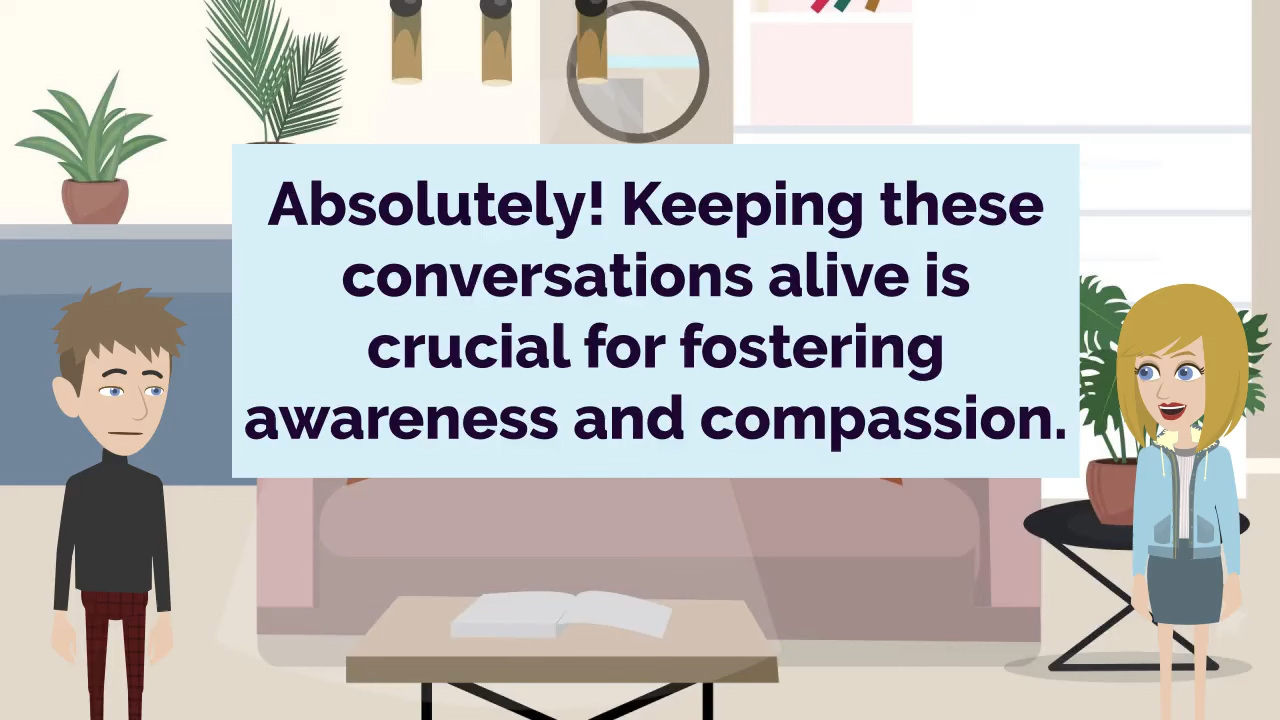 Absolutely! Keeping these
conversations alive is
crucial for fostering
awareness and compassion.